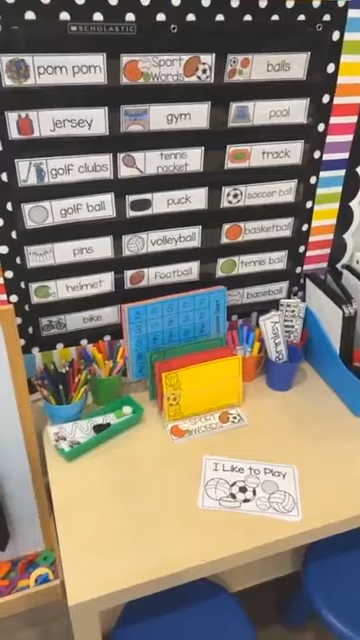 SCHOLASTIC
pom pom
Sport
Words
balls
jersey
gym
pool
golf clubs
tennis
racket
track
golf ball
puck
soccer ball
pins
volleyball
basketball
helmet
football
tennis ball
bike
baseball
SPORT
WORDS
I Like to Play